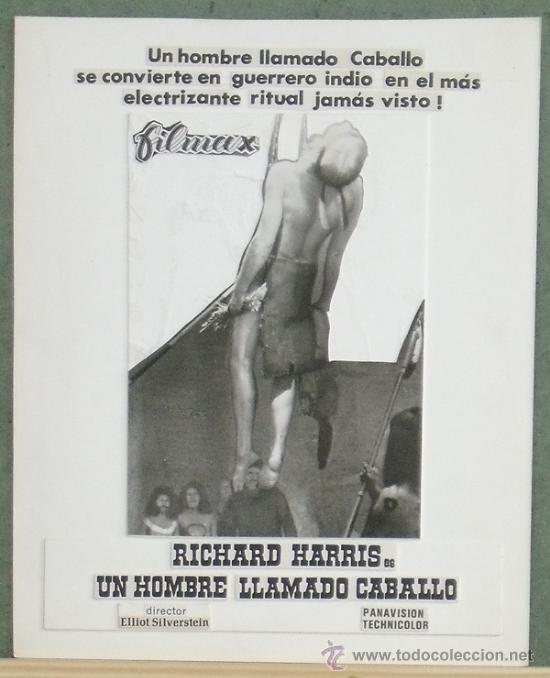 Un hombre llamado Caballo
se convierte en guerrero indio en el más
electrizante ritual jamás visto !
filmax
RICHARD HARRIS es
UN HOMBRE LLAMADO CABALLO
director
Elliot Silverstein
PANAVISION
TECHNICOLOR
www.todocoleccion.net